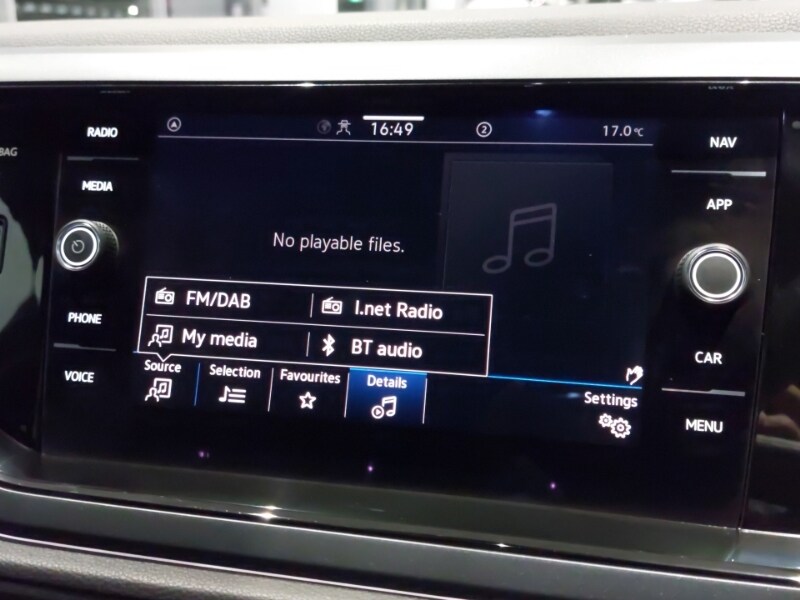 16:49
2
17.0°C
RADIO
NAV
BAG
MEDIA
APP
No playable files.
FM/DAB
I.net Radio
My media
BT audio
PHONE
CAR
VOICE
Source
Selection
Favourites
Details
Settings
MENU